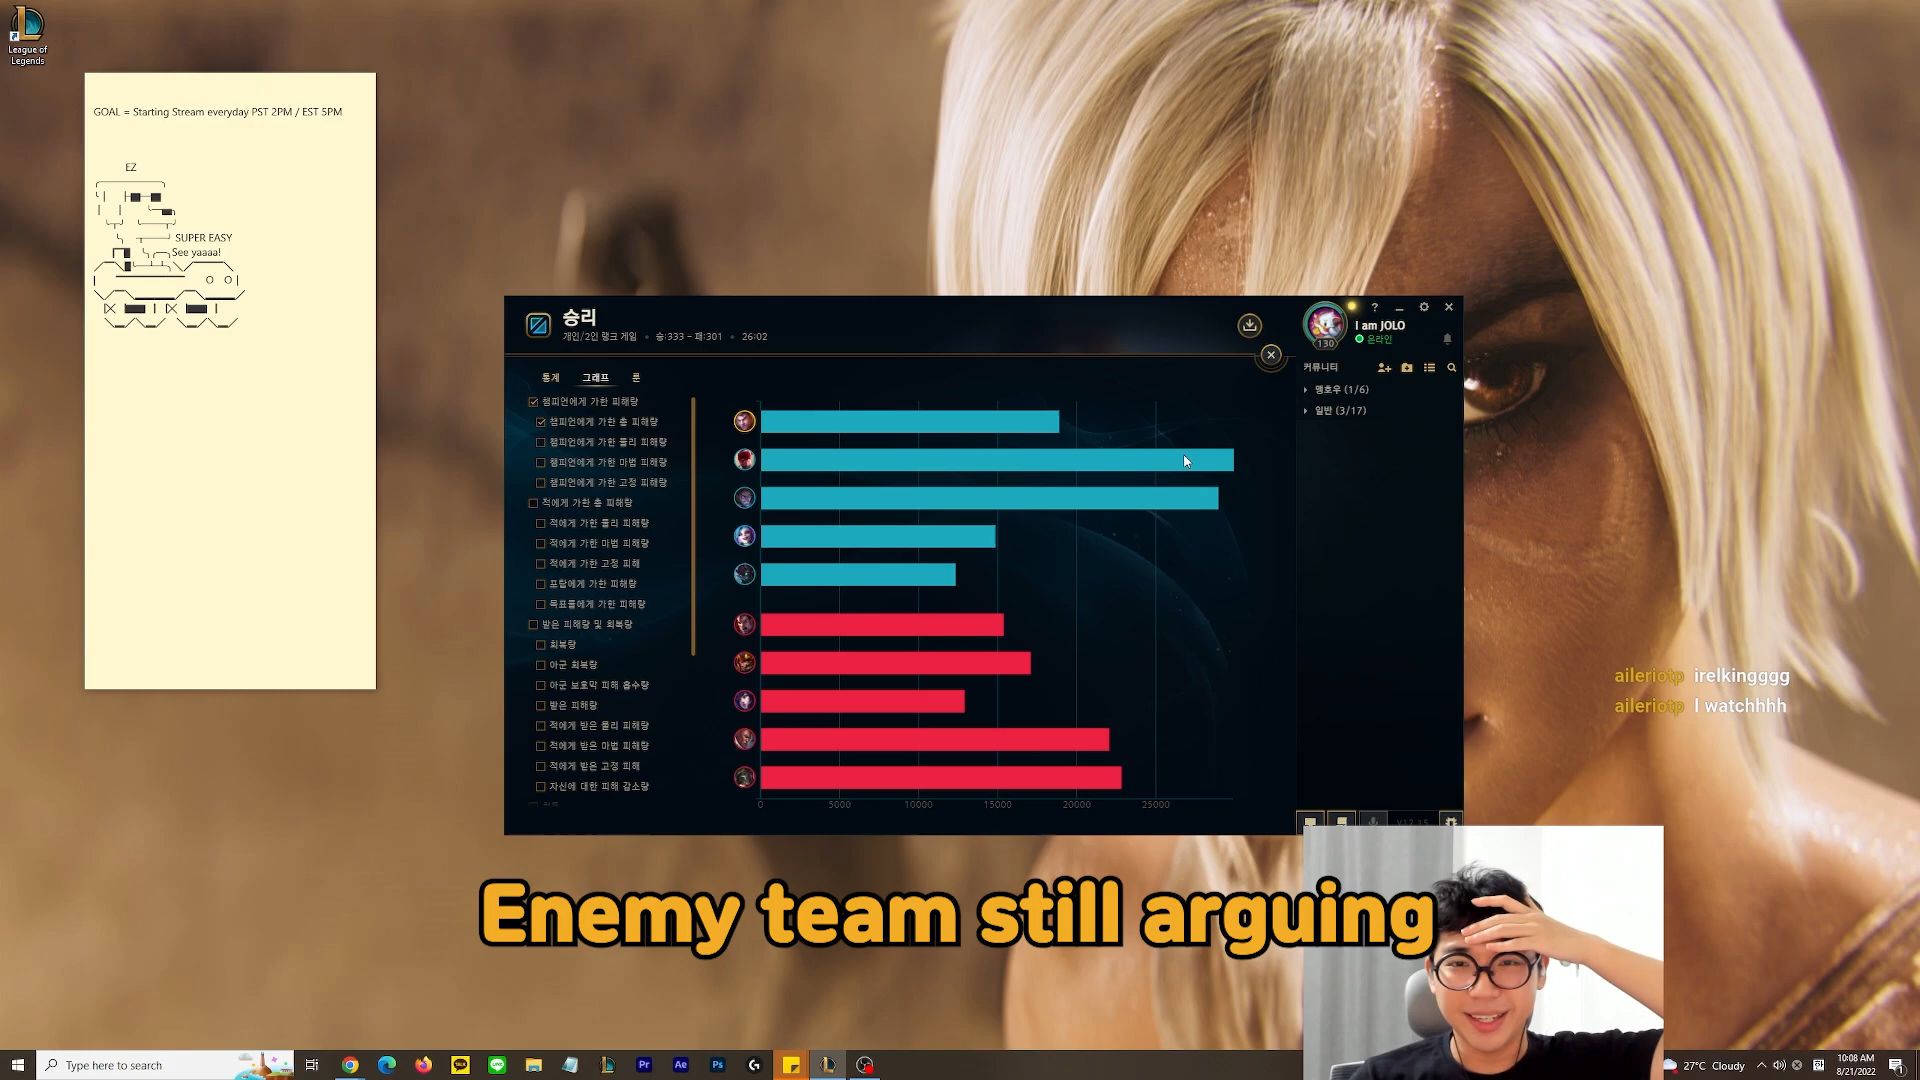 League of
Legends
GOAL = Starting Stream everyday PST 2PM / EST 5PM
EZ
SUPER EASY
See yaaaa!
승리
개인/2인 랭크 게임 • 승:333 - 패:301 • 26:02
I am JOLO
130
온라인
커뮤니티
맹호우 (1/6)
일반 (3/17)
통계 그래프 룬
챔피언에게 가한 피해량
챔피언에게 가한 총 피해량
챔피언에게 가한 물리 피해량
챔피언에게 가한 마법 피해량
챔피언에게 가한 고정 피해량
적에게 가한 총 피해량
적에게 가한 물리 피해량
적에게 가한 마법 피해량
적에게 가한 고정 피해
포탑에게 가한 피해량
목표물에게 가한 피해량
받은 피해량 및 회복량
회복량
아군 회복량
아군 보호막 피해 흡수량
받은 피해량
적에게 받은 물리 피해량
적에게 받은 마법 피해량
적에게 받은 고정 피해
자신에 대한 피해 감소량
0 5000 10000 15000 20000 25000
V12.15
aileriotp irelkingggg
aileriotp I watchhhh
Enemy team still arguing
Type here to search
27°C Cloudy
10:08 AM
8/21/2022